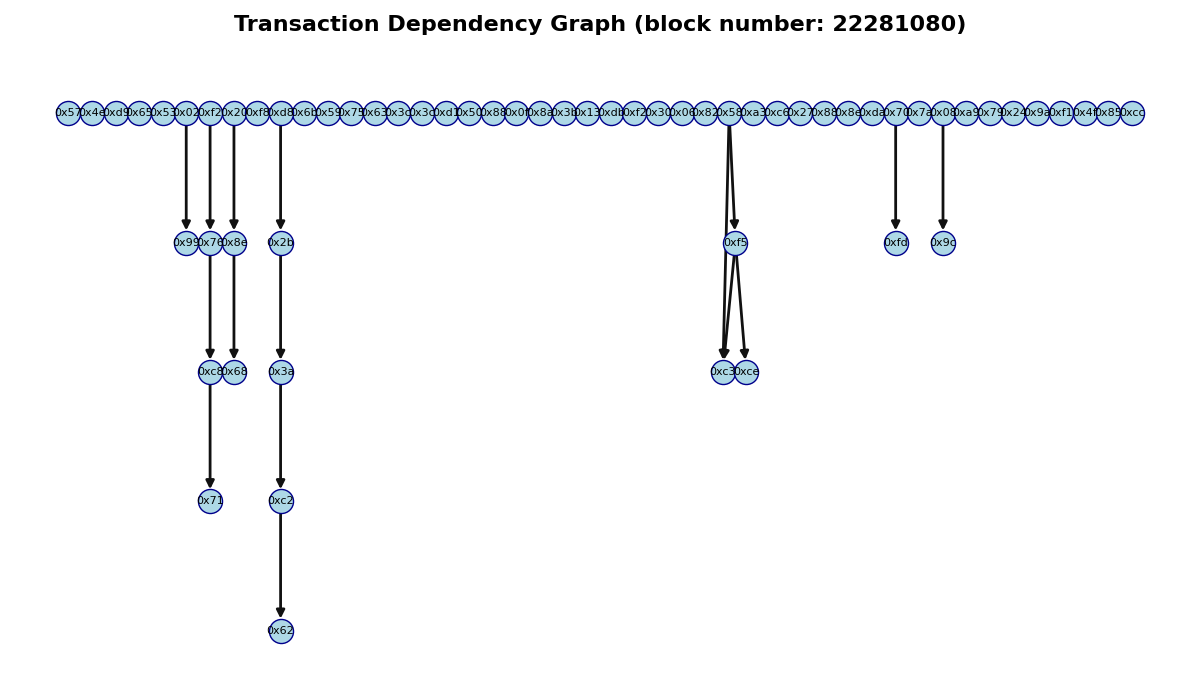 Transaction Dependency Graph (block number: 22281080)
0x57 0x4e 0xd9 0x65 0x53 0x02 0xf2 0x20 0xf8 0xd8 0x6b 0x59 0x75 0x63 0x3c 0x3c 0xd1 0x50 0x88 0x0f 0x8a 0x3b 0x13 0xdb 0xf2 0x30 0x06 0x82 0x58 0xa3 0xc6 0x27 0x88 0x8e 0xda 0x70 0x7a 0x08 0xa9 0x79 0x24 0x9a 0xf1 0x4f 0x85 0xcc
0x99 0x76 0x8e 0x2b 0xf5 0xfd 0x9c
0xc8 0x68 0x3a 0xc3 0xce
0x71 0xc2
0x62